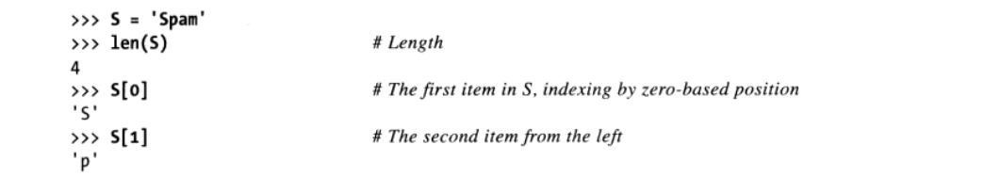 >>> S = 'Spam'
>>> len(S) # Length
4
>>> S[0] # The first item in S, indexing by zero-based position
'S'
>>> S[1] # The second item from the left
'p'